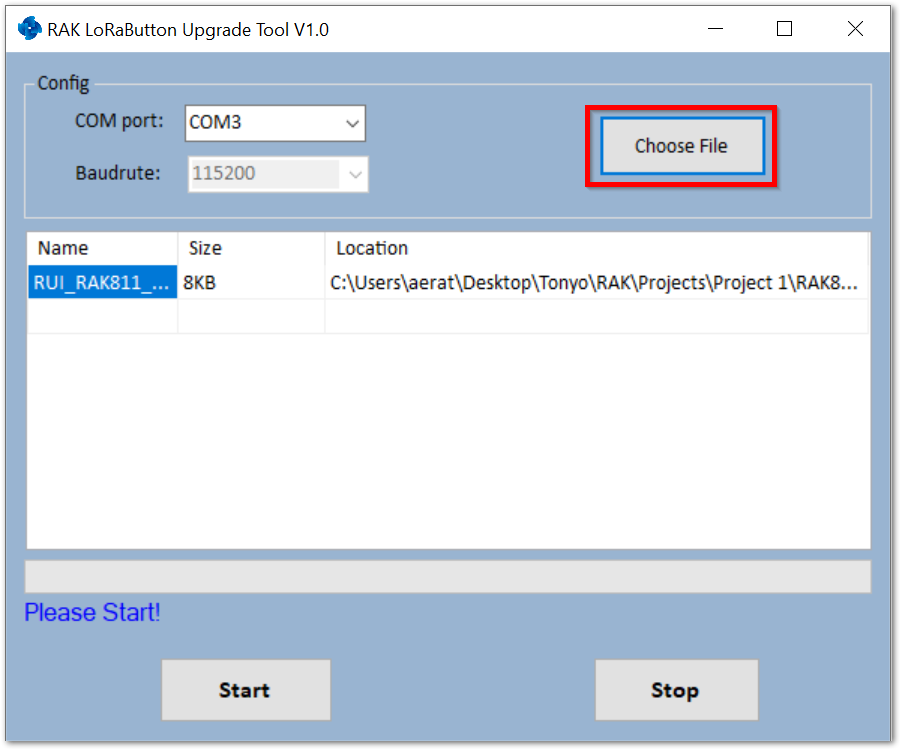 RAK LoRaButton Upgrade Tool V1.0
Config
COM port: COM3
Choose File
Baudrute: 115200
Name Size Location
RUI_RAK811_... 8KB C:\Users\aerat\Desktop\Tonyo\RAK\Projects\Project 1\RAK8...
Please Start!
Start Stop